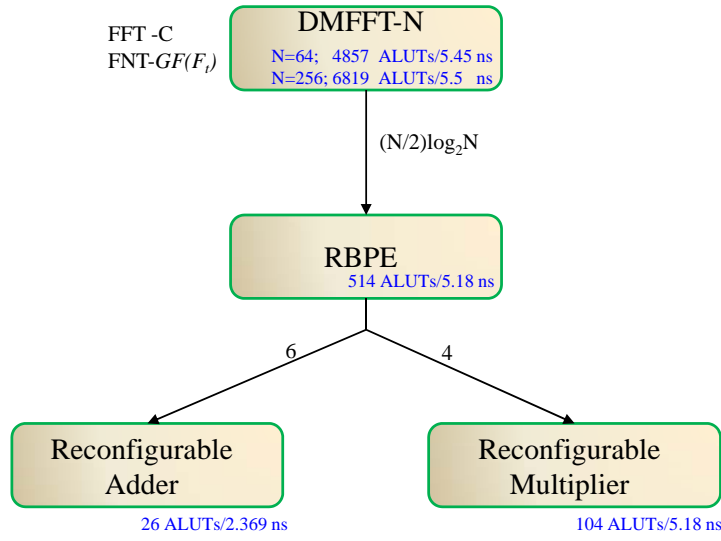 DMFFT-N
FFT -C
FNT-GF(Fₜ)
N=64; 4857 ALUTs/5.45 ns
N=256; 6819 ALUTs/5.5 ns
(N/2)log₂N
RBPE
514 ALUTs/5.18 ns
6
4
Reconfigurable
Adder
26 ALUTs/2.369 ns
Reconfigurable
Multiplier
104 ALUTs/5.18 ns